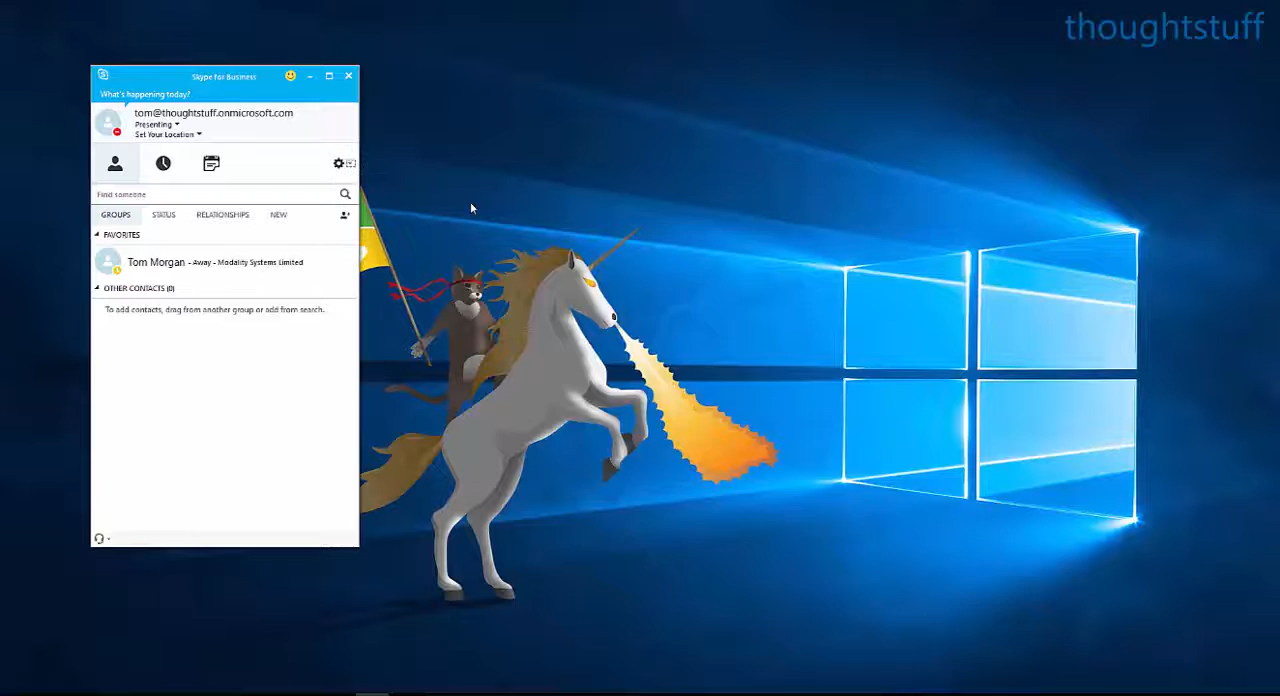 thoughtstuff
Skype for Business
What's happening today?
tom@thoughtstuff.onmicrosoft.com
Presenting
Set Your Location
Find someone
GROUPS STATUS RELATIONSHIPS NEW
FAVORITES
Tom Morgan - Away - Modality Systems Limited
OTHER CONTACTS (0)
To add contacts, drag from another group or add from search.